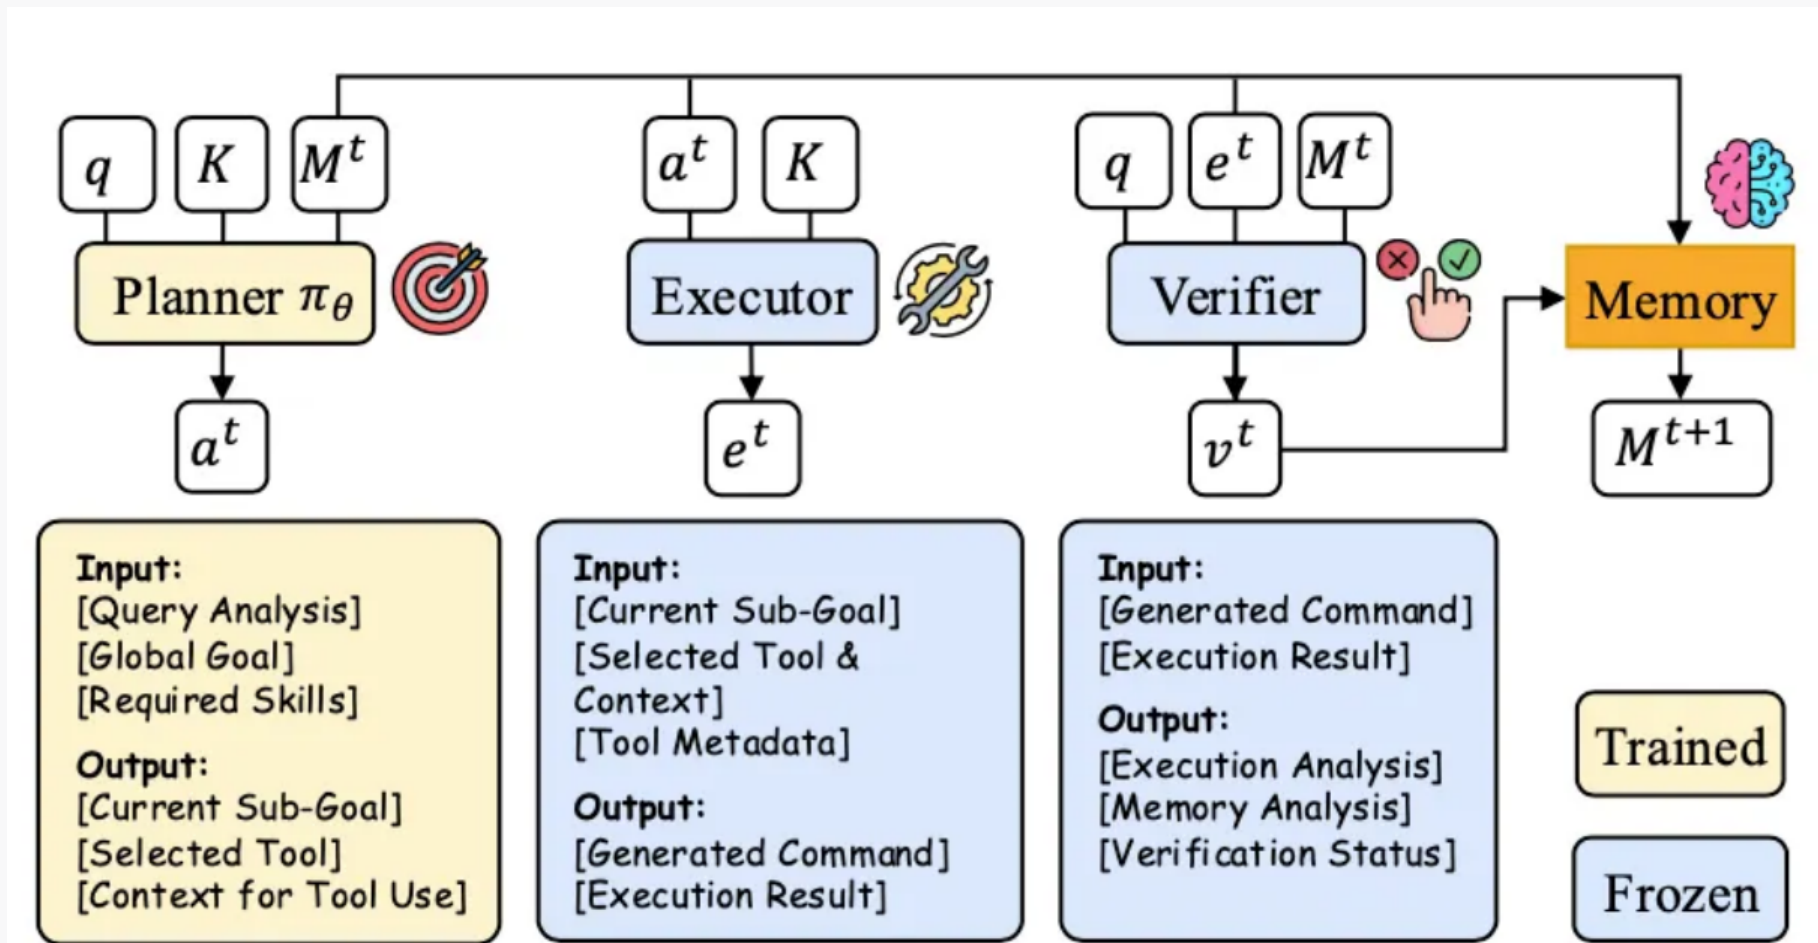 q K M^t
a^t K
q e^t M^t
Planner π_θ
Executor
Verifier
Memory
a^t
e^t
v^t
M^{t+1}
Input:
[Query Analysis]
[Global Goal]
[Required Skills]
Output:
[Current Sub-Goal]
[Selected Tool]
[Context for Tool Use]
Input:
[Current Sub-Goal]
[Selected Tool &
Context]
[Tool Metadata]
Output:
[Generated Command]
[Execution Result]
Input:
[Generated Command]
[Execution Result]
Output:
[Execution Analysis]
[Memory Analysis]
[Verification Status]
Trained
Frozen